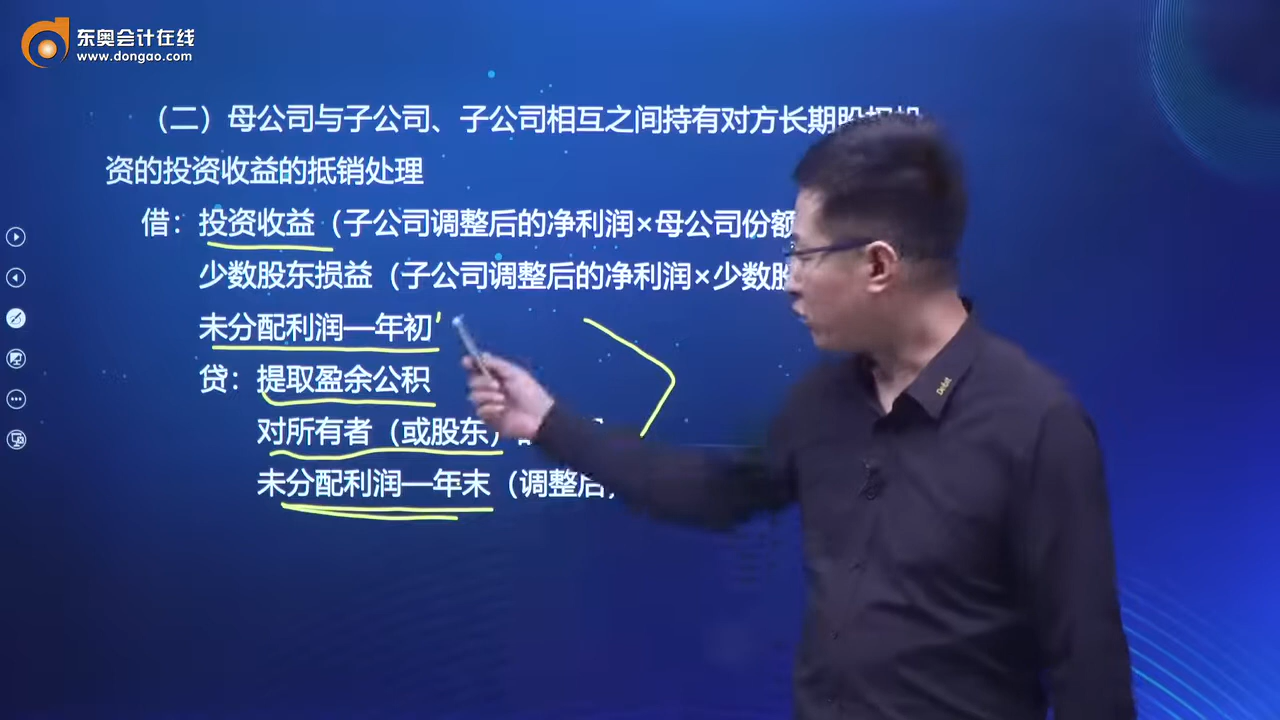 东奥会计在线
www.dongao.com
（二）母公司与子公司、子公司相互之间持有对方长期股权投
资的投资收益的抵销处理
借：投资收益（子公司调整后的净利润×母公司份额
少数股东损益（子公司调整后的净利润×少数股
未分配利润—年初
贷：提取盈余公积
对所有者（或股东）
未分配利润—年末（调整后）